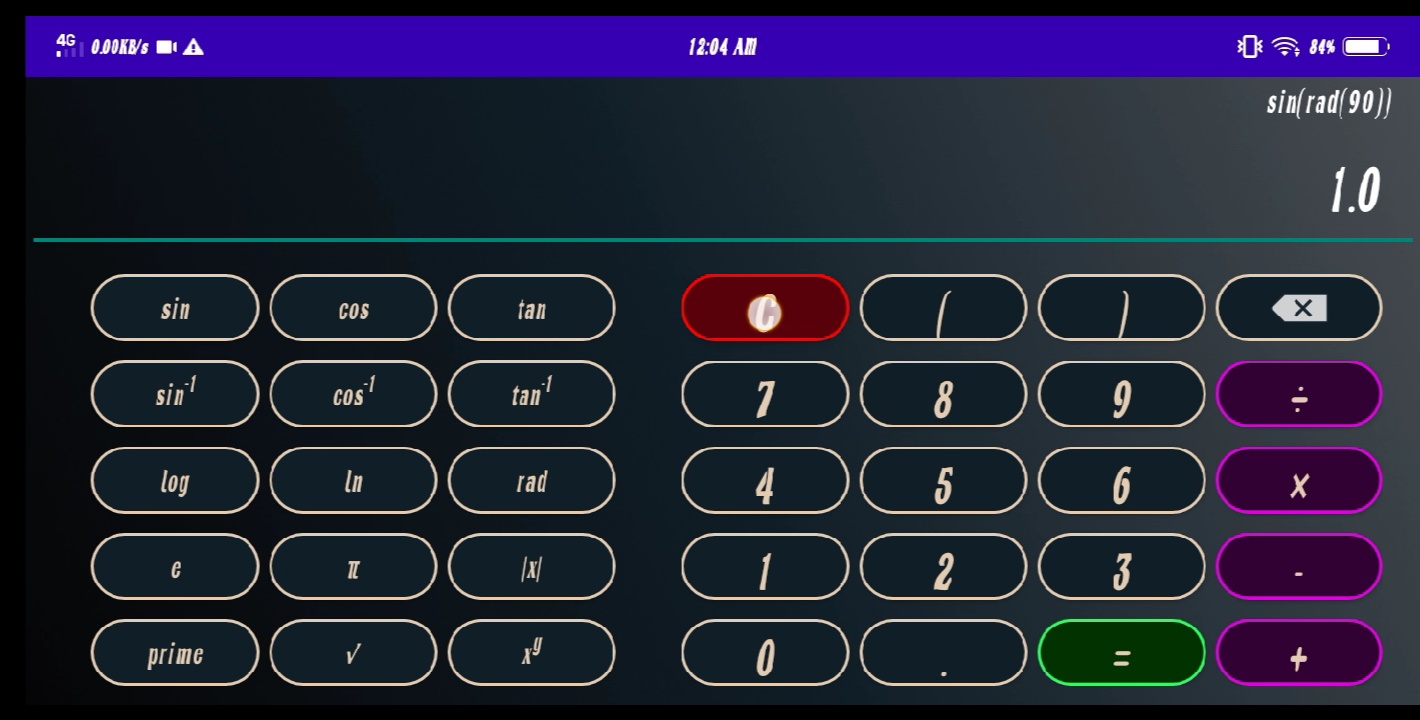 4G 0.00KB/s 12:04 AM 84%
sin(rad(90))
1.0
sin cos tan C ( )
sin-1 cos-1 tan-1 7 8 9 ÷
log ln rad 4 5 6 x
e π |x| 1 2 3 -
prime √ xy 0 . = +